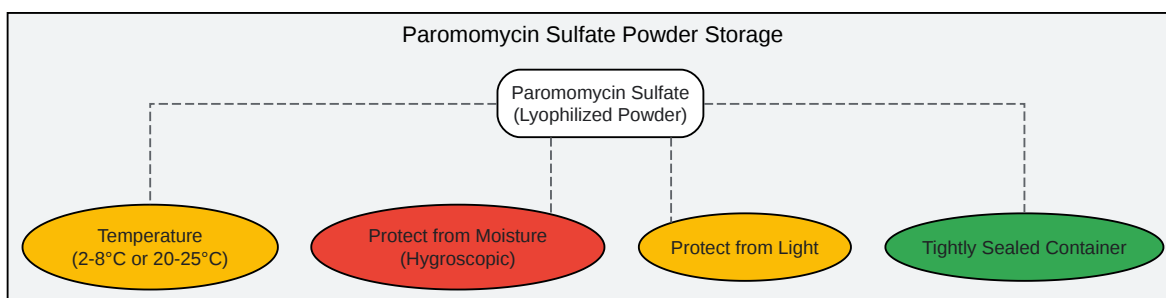 Paromomycin Sulfate Powder Storage
Paromomycin Sulfate
(Lyophilized Powder)
Temperature
(2-8°C or 20-25°C)
Protect from Moisture
(Hygroscopic)
Protect from Light
Tightly Sealed Container